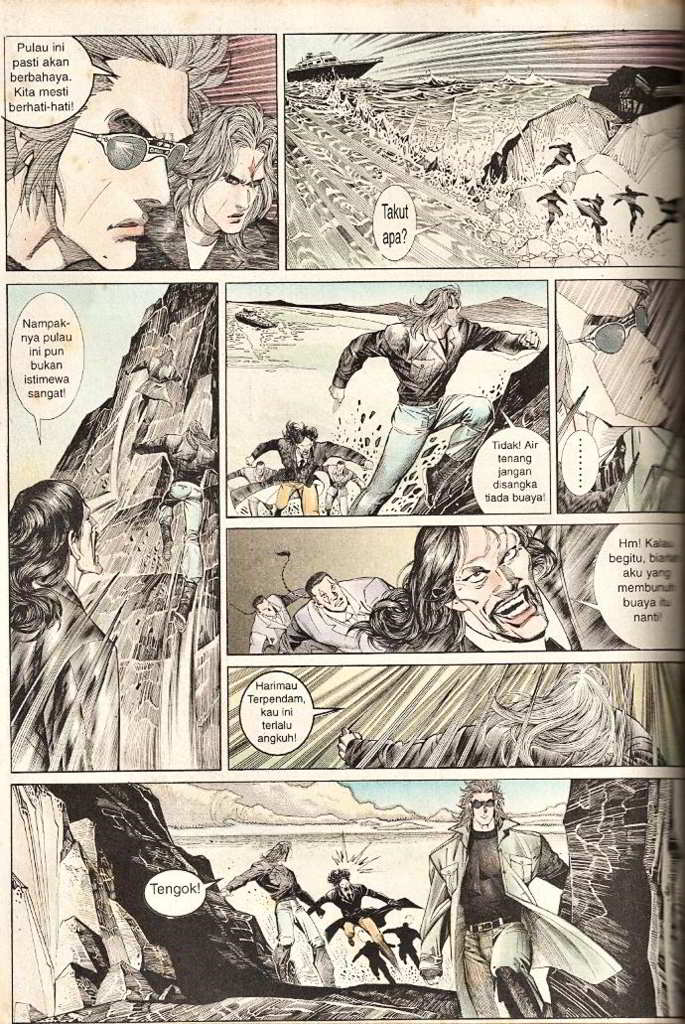 Pulau ini
pasti akan
berbahaya.
Kita mesti
berhati-hati!
Takut
apa?
Nampak-
nya pulau
ini pun
bukan
istimewa
sangat!
Tidak! Air
tenang
jangan
disangka
tiada buaya!
......
Hm! Kalau
begitu, biar
aku yang
membunuh
buaya itu
nanti!
Harimau
Terpendam,
kau ini
terlalu
angkuh!
Tengok!